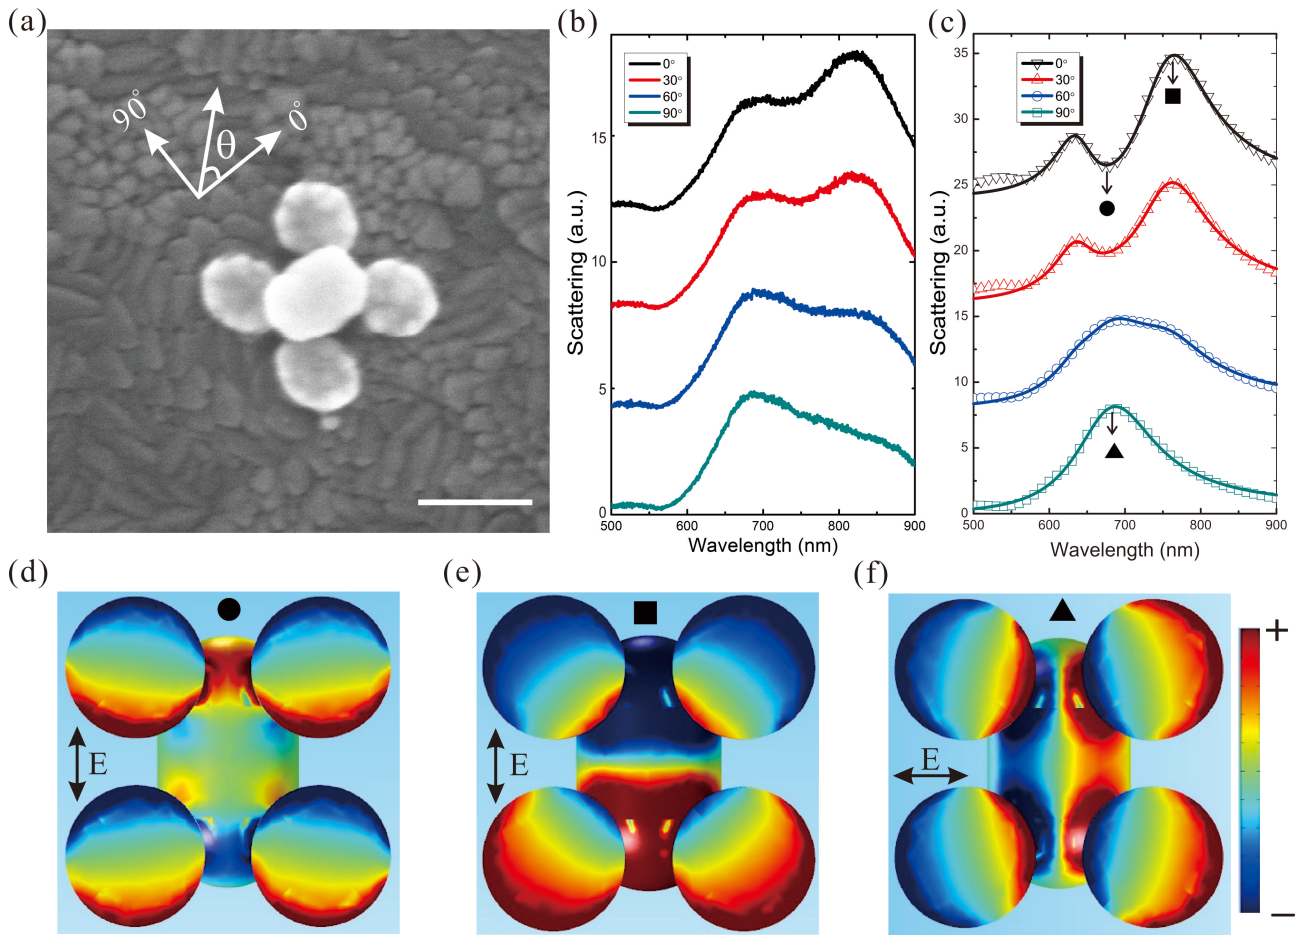 (a)
90°
θ
0°
(b)
0°
30°
60°
90°
15
10
5
0
500
600
700
800
900
Scattering (a.u.)
Wavelength (nm)
(c)
0°
30°
60°
90°
35
30
25
20
15
10
5
0
500
600
700
800
900
Scattering (a.u.)
Wavelength (nm)
(d)
E
(e)
E
(f)
E
+
−